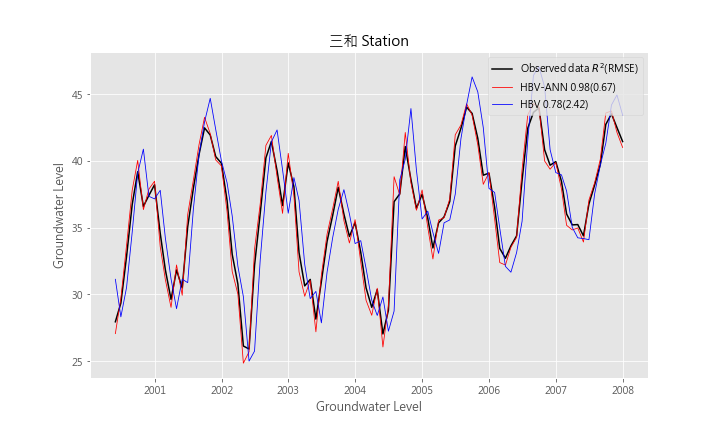 三和 Station
Observed data R²(RMSE)
HBV-ANN 0.98(0.67)
HBV 0.78(2.42)
Groundwater Level
45
40
35
30
25
2001 2002 2003 2004 2005 2006 2007 2008
Groundwater Level